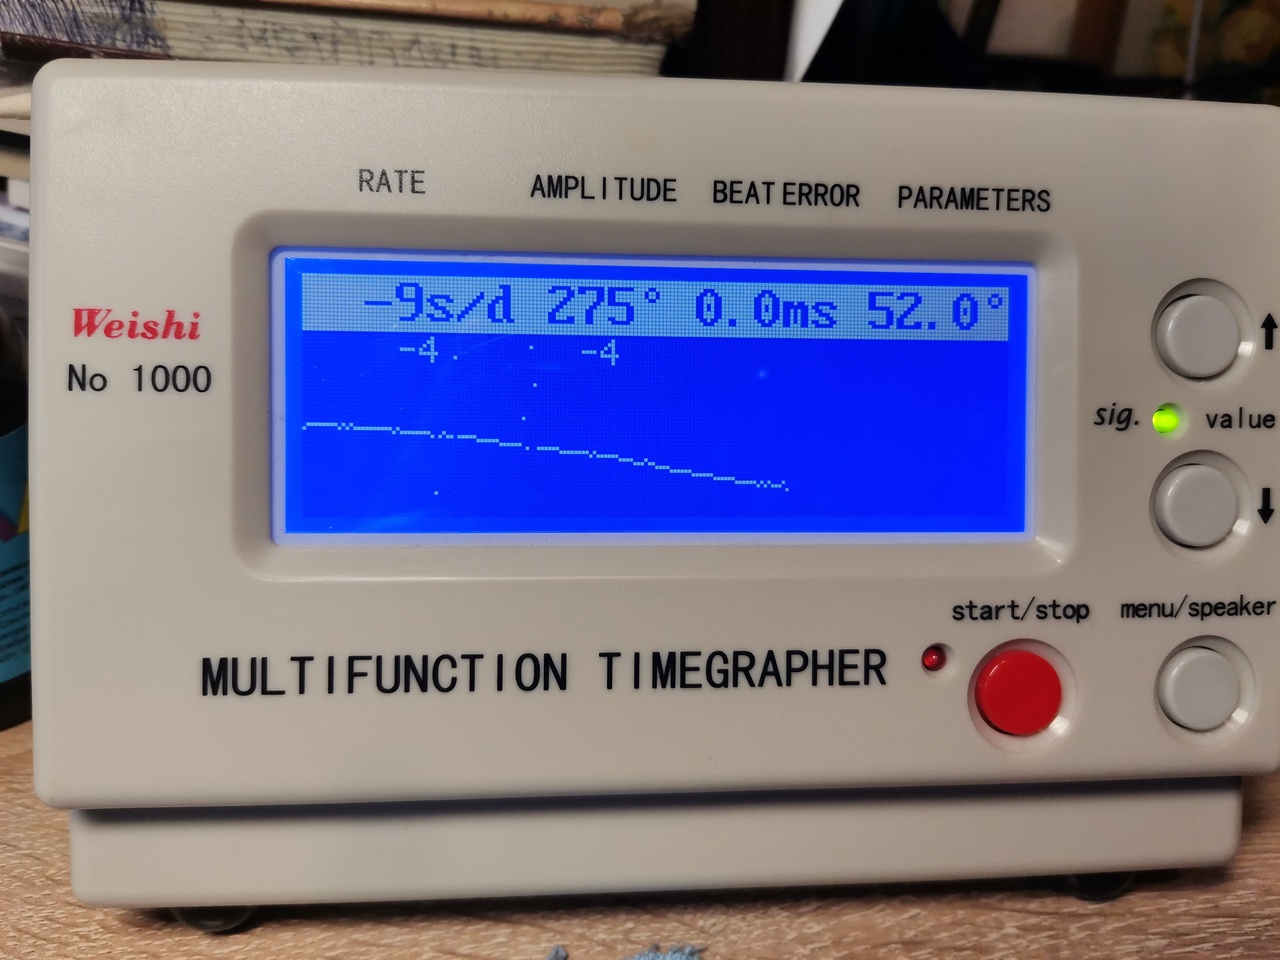 RATE AMPLITUDE BEAT ERROR PARAMETERS
-9s/d 275° 0.0ms 52.0°
-4 -4
Weishi
No 1000
sig. value
start/stop menu/speaker
MULTIFUNCTION TIMEGRAPHER